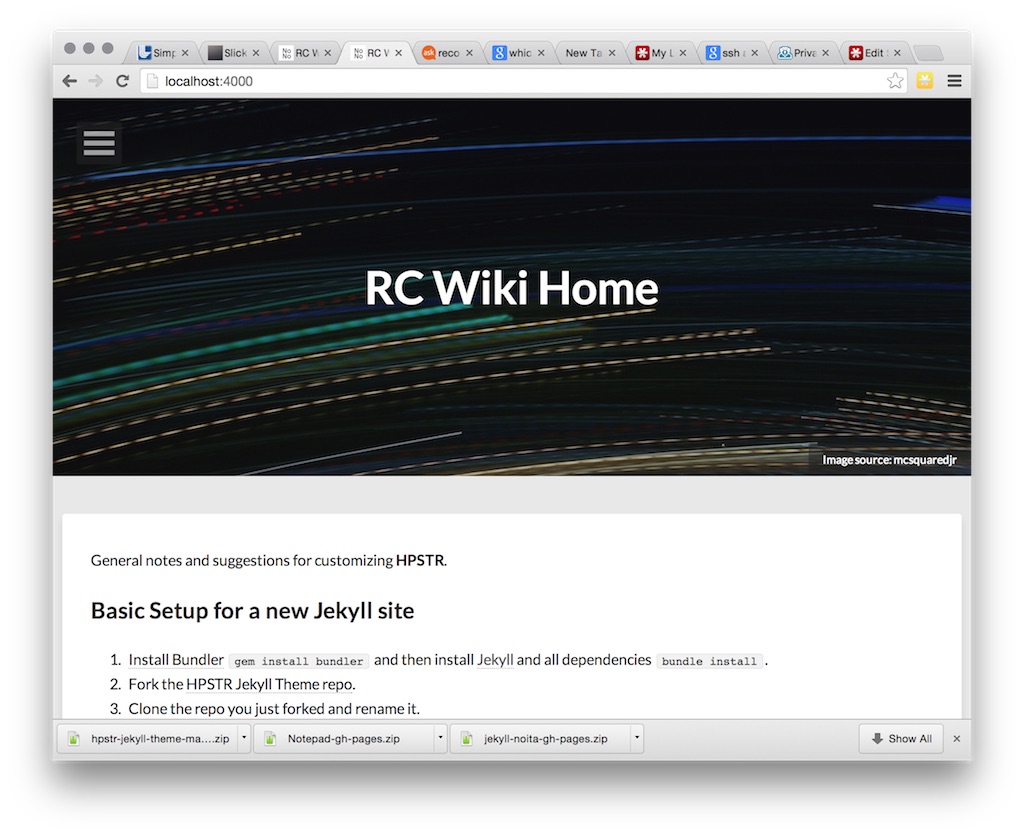 Simp
Slick
RC W
RC W
reco
whic
New Ta
My L
ssh a
Priva
Edit
localhost:4000
RC Wiki Home
Image source: mcsquaredjr
General notes and suggestions for customizing HPSTR.
Basic Setup for a new Jekyll site
1. Install Bundler gem install bundler and then install Jekyll and all dependencies bundle install.
2. Fork the HPSTR Jekyll Theme repo.
3. Clone the repo you just forked and rename it.
hpstr-jekyll-theme-ma....zip
Notepad-gh-pages.zip
jekyll-noita-gh-pages.zip
Show All